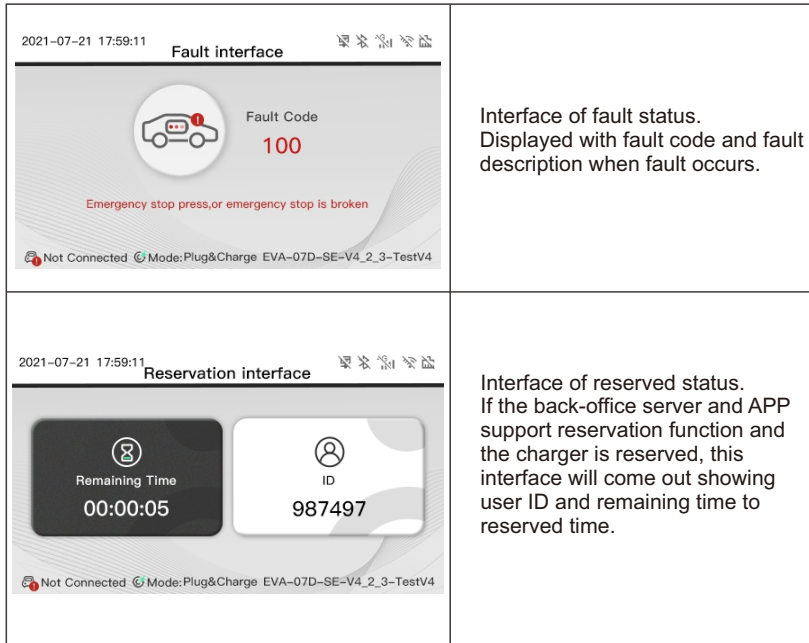 2021-07-21 17:59:11
Fault interface
Fault Code
100
Emergency stop press,or emergency stop is broken
Not Connected Mode:Plug&Charge EVA-07D-SE-V4_2_3-TestV4
Interface of fault status.
Displayed with fault code and fault
description when fault occurs.
2021-07-21 17:59:11
Reservation interface
Remaining Time
00:00:05
ID
987497
Not Connected Mode:Plug&Charge EVA-07D-SE-V4_2_3-TestV4
Interface of reserved status.
If the back-office server and APP
support reservation function and
the charger is reserved, this
interface will come out showing
user ID and remaining time to
reserved time.